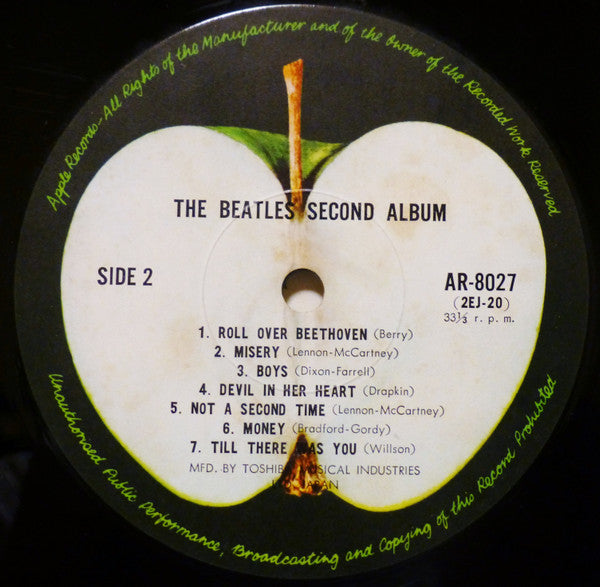 Apple Records-All Rights of the Manufacturer and of the Owner of the Recorded Work Reserved
THE BEATLES SECOND ALBUM
SIDE 2
AR-8027
(2EJ-20)
33⅓ r. p. m.
1. ROLL OVER BEETHOVEN (Berry)
2. MISERY (Lennon-McCartney)
3. BOYS (Dixon-Farrell)
4. DEVIL IN HER HEART (Drapkin)
5. NOT A SECOND TIME (Lennon-McCartney)
6. MONEY (Bradford-Gordy)
7. TILL THERE WAS YOU (Willson)
MFD. BY TOSHIBA MUSICAL INDUSTRIES
JAPAN
Unauthorised Public Performance, Broadcasting and Copying of this Record Prohibited